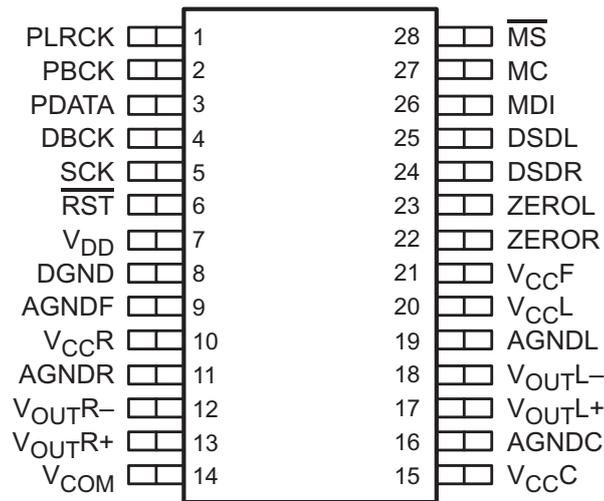 PLRCK 1 28 M̅S̅
PBCK 2 27 MC
PDATA 3 26 MDI
DBCK 4 25 DSDL
SCK 5 24 DSDR
R̅S̅T̅ 6 23 ZEROL
VDD 7 22 ZEROR
DGND 8 21 VCCF
AGNDF 9 20 VCCL
VCCR 10 19 AGNDL
AGNDR 11 18 VOUTL–
VOUTR– 12 17 VOUTL+
VOUTR+ 13 16 AGNDC
VCOM 14 15 VCCC